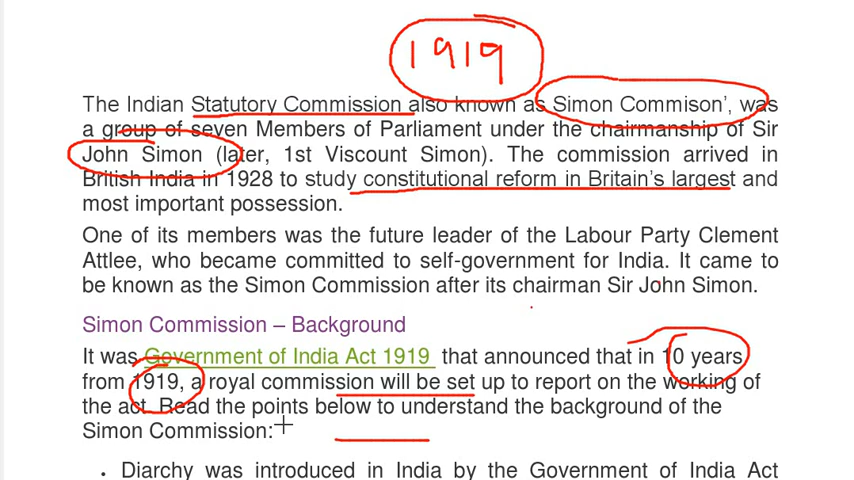 1919
The Indian Statutory Commission also known as Simon Commison', was
a group of seven Members of Parliament under the chairmanship of Sir
John Simon (later, 1st Viscount Simon). The commission arrived in
British India in 1928 to study constitutional reform in Britain's largest and
most important possession.
One of its members was the future leader of the Labour Party Clement
Attlee, who became committed to self-government for India. It came to
be known as the Simon Commission after its chairman Sir John Simon.
Simon Commission – Background
It was Government of India Act 1919 that announced that in 10 years
from 1919, a royal commission will be set up to report on the working of
the act. Read the points below to understand the background of the
Simon Commission:
• Diarchy was introduced in India by the Government of India Act